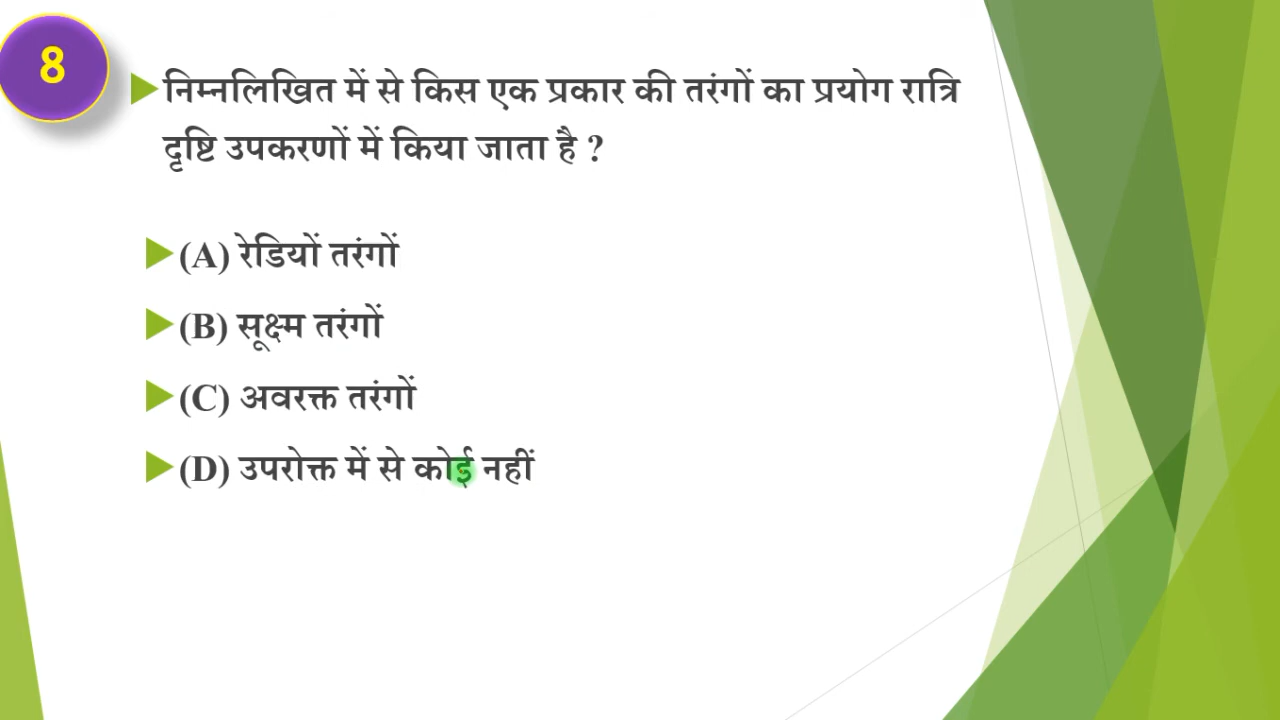 8
निम्नलिखित में से किस एक प्रकार की तरंगों का प्रयोग रात्रि
दृष्टि उपकरणों में किया जाता है ?
(A) रेडियों तरंगों
(B) सूक्ष्म तरंगों
(C) अवरक्त तरंगों
(D) उपरोक्त में से कोई नहीं